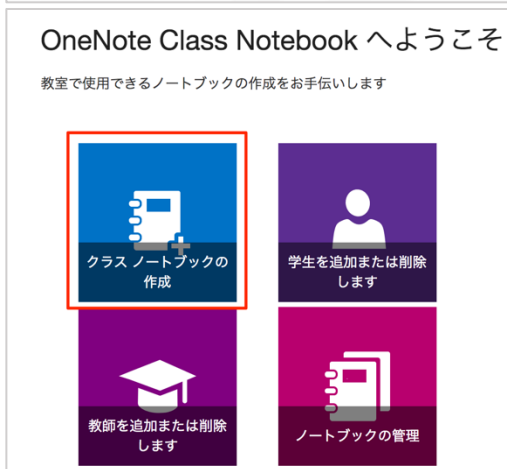 OneNote Class Notebook へようこそ
教室で使用できるノートブックの作成をお手伝いします
クラス ノートブックの
作成
学生を追加または削除
します
教師を追加または削除
します
ノートブックの管理